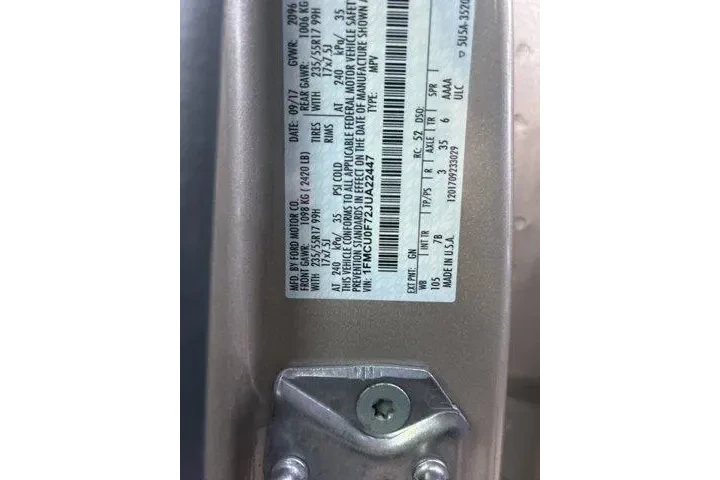 MFD. BY FORD MOTOR CO. DATE: 09/17 GVWR: 2096
FRONT GAWR: 1098 KG ( 2420 LB) REAR GAWR: 1006 KG
WITH 235/55R17 99H TIRES WITH 235/55R17 99H
17x7.5J RIMS 17x7.5J
AT 240 kPa/ 35 PSI COLD AT 240 kPa/ 35
THIS VEHICLE CONFORMS TO ALL APPLICABLE FEDERAL MOTOR VEHICLE SAFETY
PREVENTION STANDARDS IN EFFECT ON THE DATE OF MANUFACTURE SHOWN A
VIN: 1FMCU0F72JUA22447 TYPE: MPV
EXT PNT: GN RC: 52 DSO:
WB INT TR TP/PS R AXLE TR SPR
105 7B 3 35 6 AAAA
MADE IN U.S.A. 1201709233029 ULC
5U5A-3520